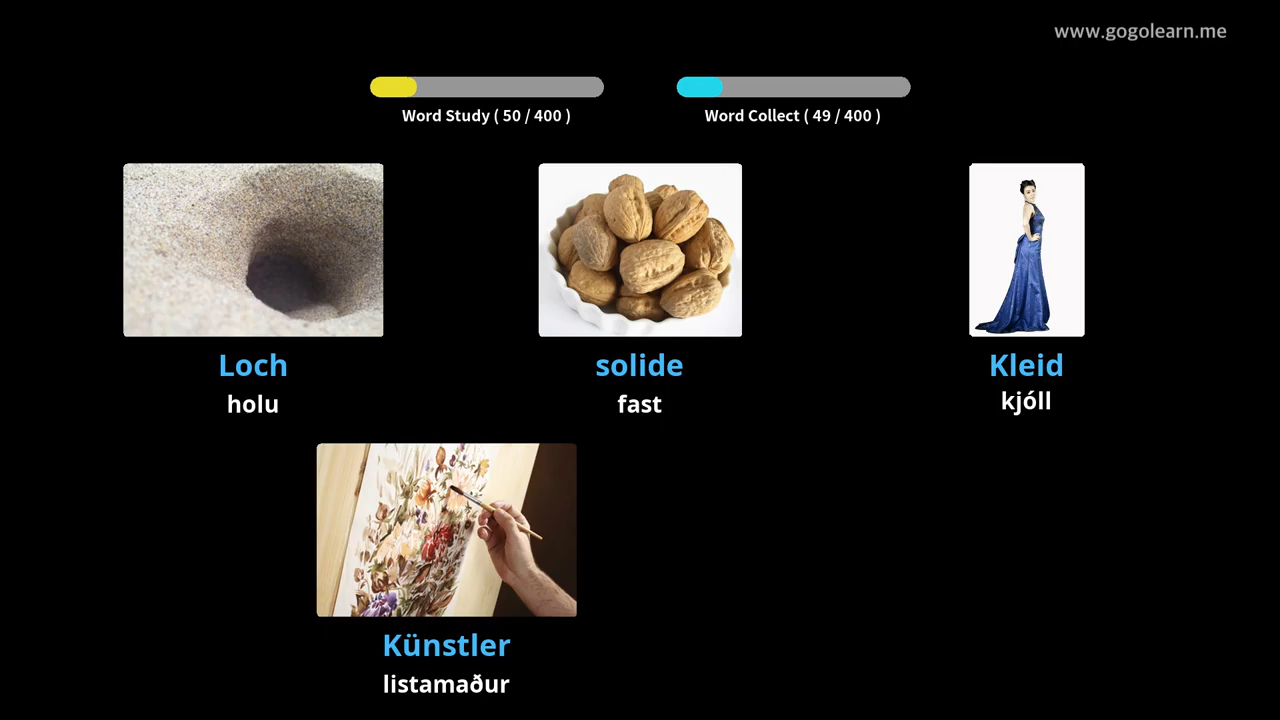 www.gogolearn.me
Word Study ( 50 / 400 )
Word Collect ( 49 / 400 )
Loch
holu
solide
fast
Kleid
kjóll
Künstler
listamaður